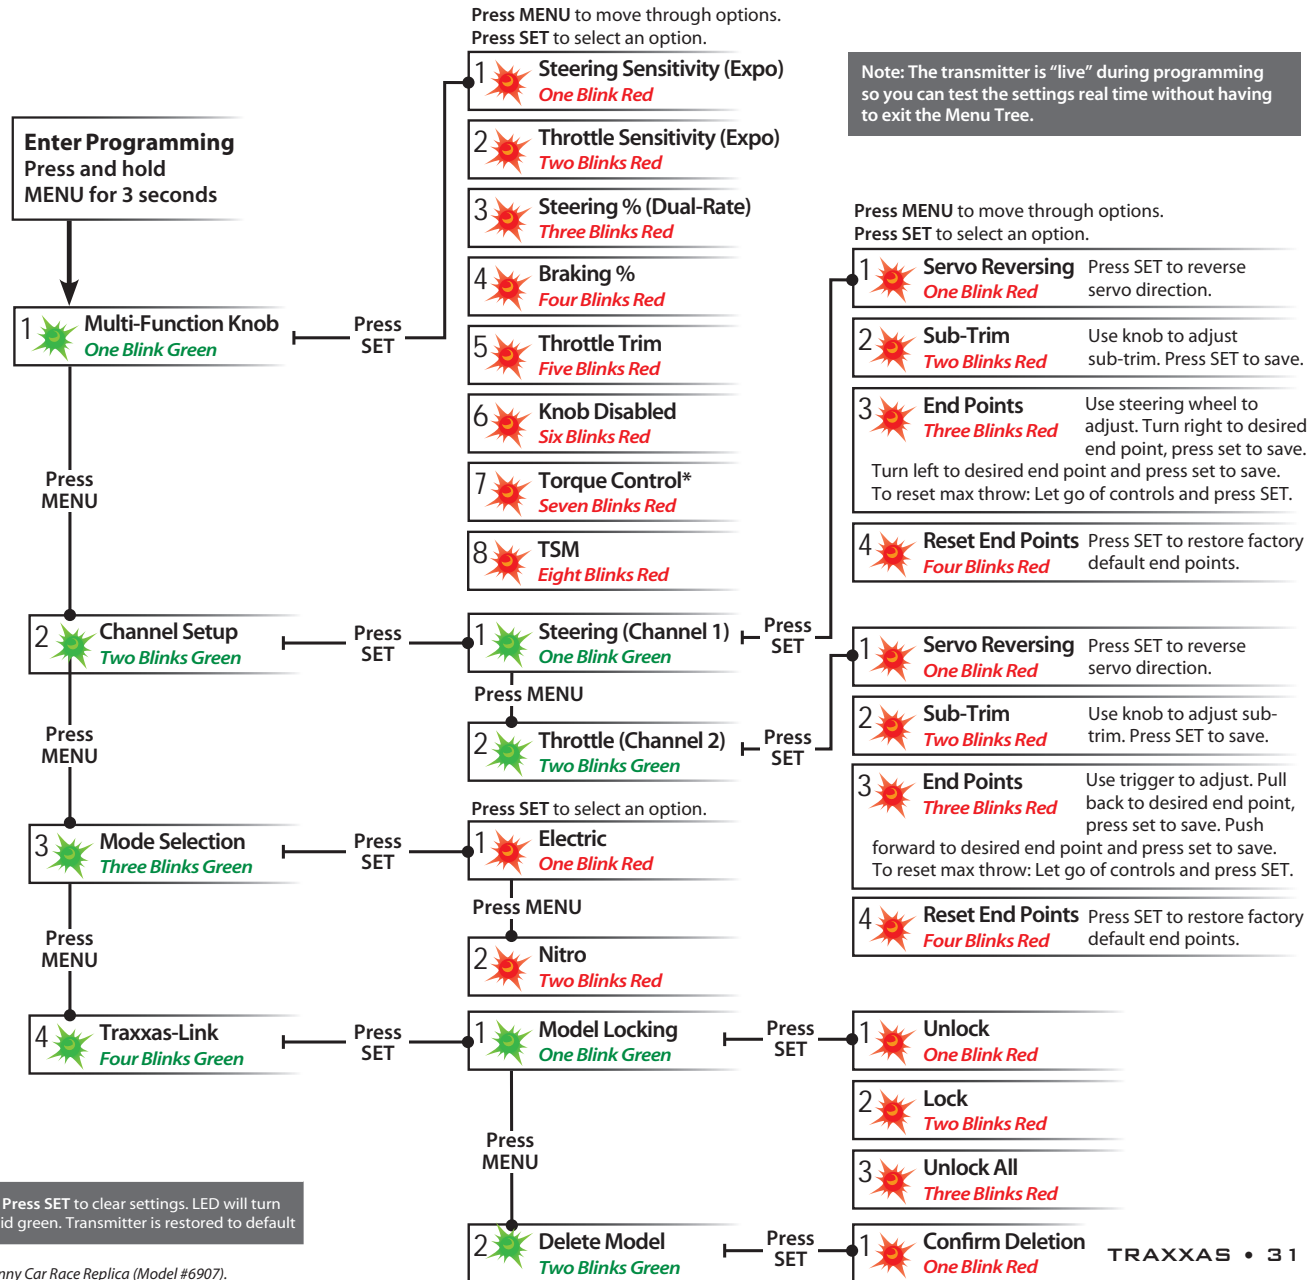 Press MENU to move through options.
Press SET to select an option.
Note: The transmitter is “live” during programming
so you can test the settings real time without having
to exit the Menu Tree.
Enter Programming
Press and hold
MENU for 3 seconds
1 Multi-Function Knob
One Blink Green
Press
SET
1 Steering Sensitivity (Expo)
One Blink Red
2 Throttle Sensitivity (Expo)
Two Blinks Red
3 Steering % (Dual-Rate)
Three Blinks Red
4 Braking %
Four Blinks Red
5 Throttle Trim
Five Blinks Red
6 Knob Disabled
Six Blinks Red
7 Torque Control*
Seven Blinks Red
8 TSM
Eight Blinks Red
Press
MENU
2 Channel Setup
Two Blinks Green
Press
SET
1 Steering (Channel 1)
One Blink Green
Press
SET
Press MENU
2 Throttle (Channel 2)
Two Blinks Green
Press
SET
Press MENU to move through options.
Press SET to select an option.
1 Servo Reversing
One Blink Red
Press SET to reverse
servo direction.
2 Sub-Trim
Two Blinks Red
Use knob to adjust
sub-trim. Press SET to save.
3 End Points
Three Blinks Red
Use steering wheel to
adjust. Turn right to desired
end point, press set to save.
Turn left to desired end point and press set to save.
To reset max throw: Let go of controls and press SET.
4 Reset End Points
Four Blinks Red
Press SET to restore factory
default end points.
1 Servo Reversing
One Blink Red
Press SET to reverse
servo direction.
2 Sub-Trim
Two Blinks Red
Use knob to adjust sub-
trim. Press SET to save.
3 End Points
Three Blinks Red
Use trigger to adjust. Pull
back to desired end point,
press set to save. Push
forward to desired end point and press set to save.
To reset max throw: Let go of controls and press SET.
4 Reset End Points
Four Blinks Red
Press SET to restore factory
default end points.
Press
MENU
3 Mode Selection
Three Blinks Green
Press
SET
Press SET to select an option.
1 Electric
One Blink Red
Press MENU
2 Nitro
Two Blinks Red
Press
MENU
4 Traxxas-Link
Four Blinks Green
Press
SET
1 Model Locking
One Blink Green
Press
SET
1 Unlock
One Blink Red
2 Lock
Two Blinks Red
3 Unlock All
Three Blinks Red
Press
MENU
2 Delete Model
Two Blinks Green
Press
SET
1 Confirm Deletion
One Blink Red
Press SET to clear settings. LED will turn
id green. Transmitter is restored to default
nny Car Race Replica (Model #6907).
TRAXXAS • 31